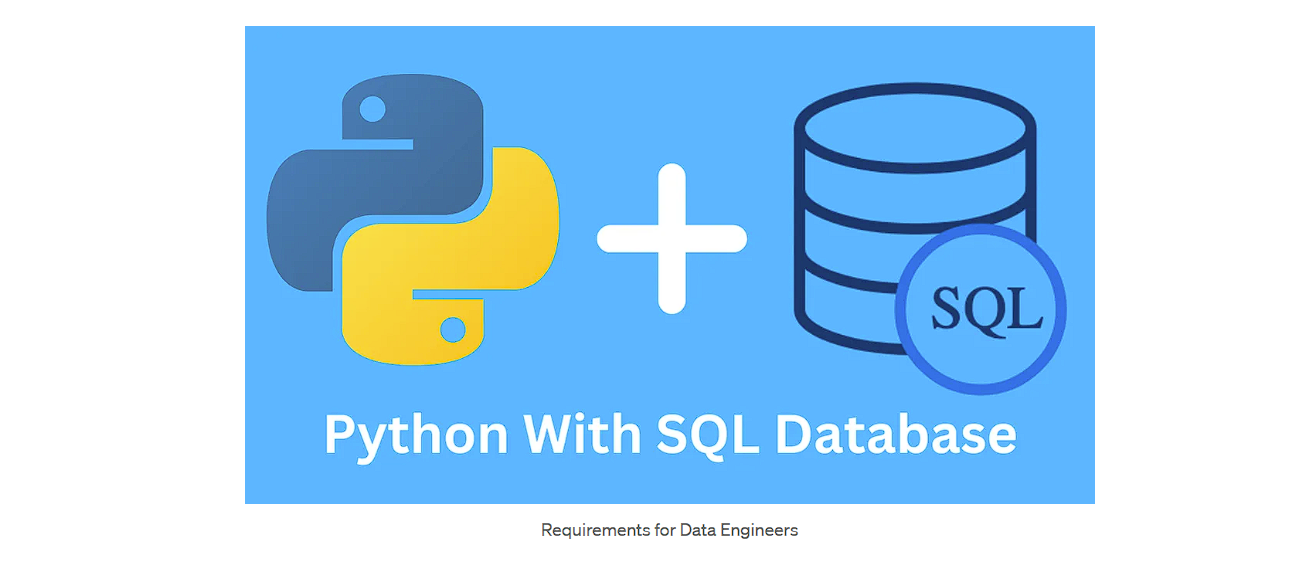 SQL
Python With SQL Database
Requirements for Data Engineers